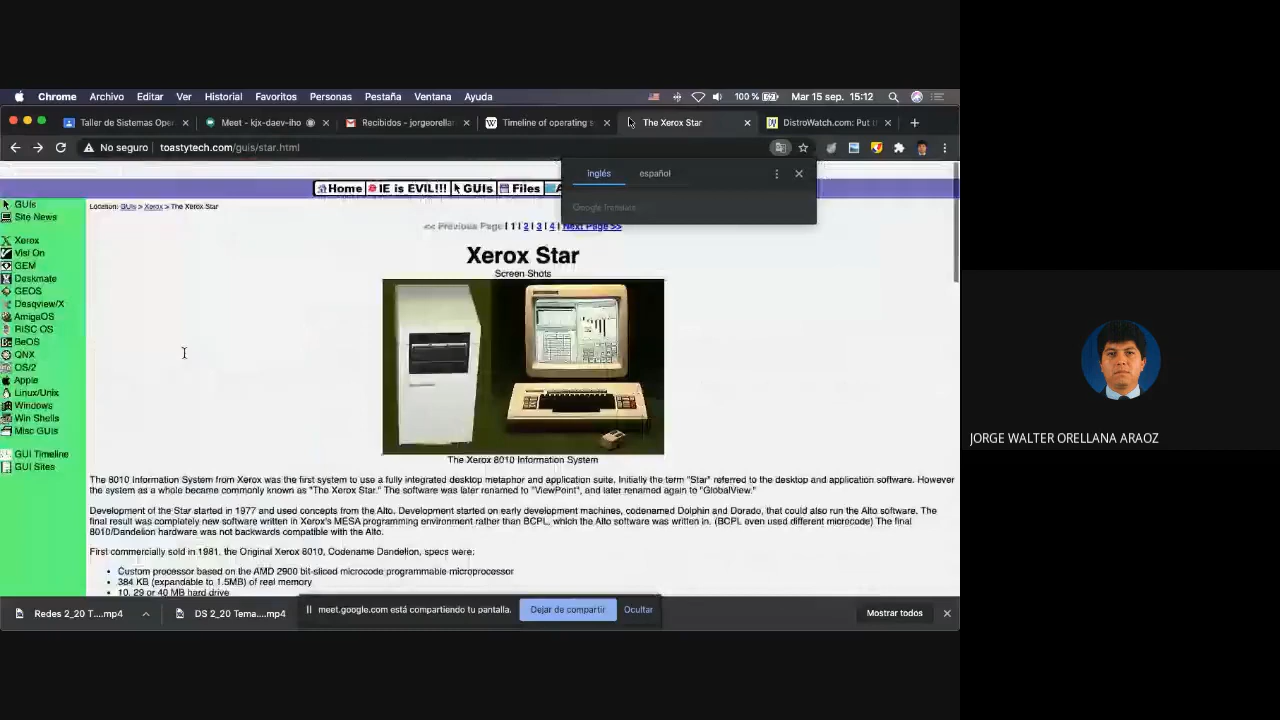 Chrome Archivo Editar Ver Historial Favoritos Personas Pestaña Ventana Ayuda 100 % Mar 15 sep. 15:12
Taller de Sistemas Ope Meet - kjx-daev-iho Recibidos - jorgeorellan Timeline of operating s The Xerox Star DistroWatch.com: Put t
No seguro toastytech.com/guis/star.html
Inglés español
Google Translate
Home IE is EVIL!!! GUIs Files
GUIs
Site News
Xerox
Visi On
GEM
Deskmate
GEOS
Desqview/X
AmigaOS
RISC OS
BeOS
QNX
OS/2
Apple
Linux/Unix
Windows
Win Shells
Misc GUIs
GUI Timeline
GUI Sites
Location: GUIs > Xerox > The Xerox Star
<< Previous Page [ 1 | 2 | 3 | 4 | Next Page >>
Xerox Star
Screen Shots
The Xerox 8010 Information System
The 8010 Information System from Xerox was the first system to use a fully integrated desktop metaphor and application suite. Initially the term "Star" referred to the desktop and application software. However
the system as a whole became commonly known as "The Xerox Star." The software was later renamed to "ViewPoint", and later renamed again to "GlobalView."
Development of the Star started in 1977 and used concepts from the Alto. Development started on early development machines, codenamed Dolphin and Dorado, that could also run the Alto software. The
final result was completely new software written in Xerox's MESA programming environment rather than BCPL, which the Alto software was written in. (BCPL even used different microcode) The final
8010/Dandelion hardware was not backwards compatible with the Alto.
First commercially sold in 1981, the Original Xerox 8010, Codename Dandelion, specs were:
• Custom processor based on the AMD 2900 bit-sliced microcode programmable microprocessor
• 384 KB (expandable to 1.5MB) of reel memory
• 10, 29 or 40 MB hard drive
Redes 2_20 T....mp4 DS 2_20 Tema....mp4 meet.google.com está compartiendo tu pantalla. Dejar de compartir Ocultar Mostrar todos
JORGE WALTER ORELLANA ARAOZ